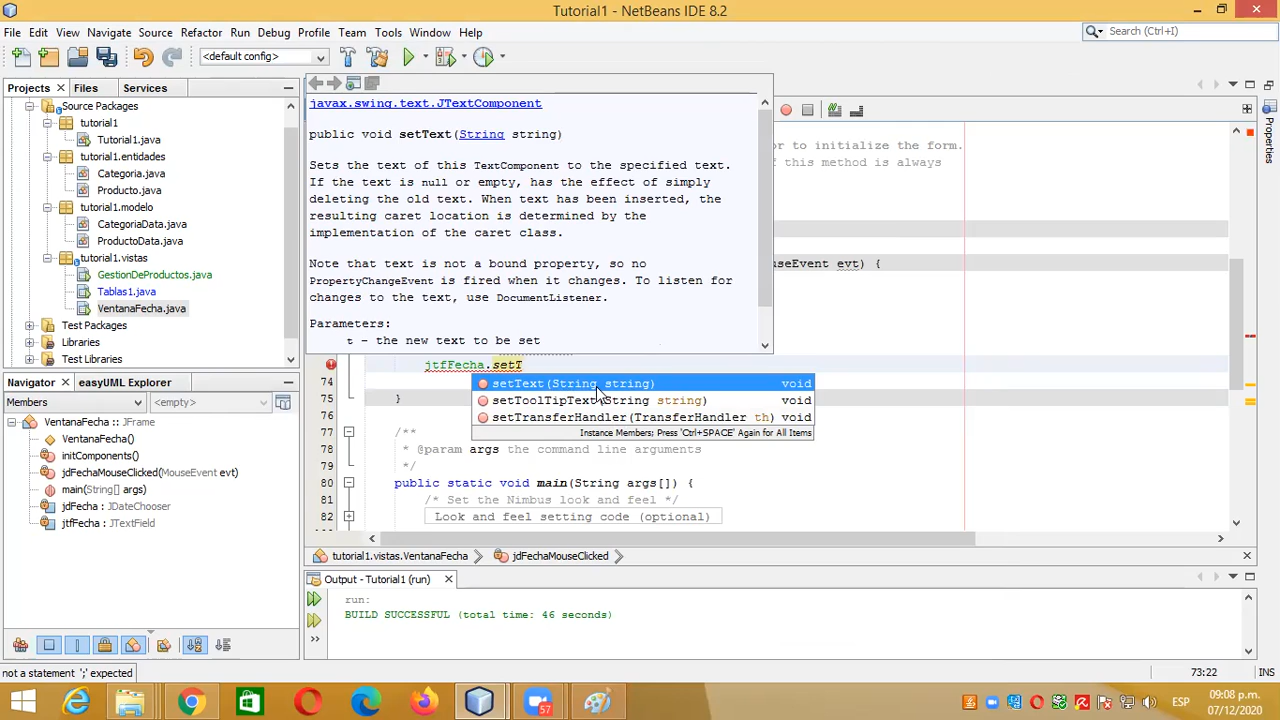 Tutorial1 - NetBeans IDE 8.2
File Edit View Navigate Source Refactor Run Debug Profile Team Tools Window Help
Search (Ctrl+I)
<default config>
Projects Files Services
Source Packages
tutorial1
Tutorial1.java
tutorial1.entidades
Categoria.java
Producto.java
tutorial1.modelo
CategoriaData.java
ProductoData.java
tutorial1.vistas
GestionDeProductos.java
Tablas1.java
VentanaFecha.java
Test Packages
Libraries
Test Libraries
Navigator easyUML Explorer
Members <empty>
VentanaFecha :: JFrame
VentanaFecha()
initComponents()
jdFechaMouseClicked(MouseEvent evt)
main(String[] args)
jdFecha : JDateChooser
jtfFecha : JTextField
javax.swing.text.JTextComponent
public void setText(String string)
Sets the text of this TextComponent to the specified text.
If the text is null or empty, has the effect of simply
deleting the old text. When text has been inserted, the
resulting caret location is determined by the
implementation of the caret class.
Note that text is not a bound property, so no
PropertyChangeEvent is fired when it changes. To listen for
changes to the text, use DocumentListener.
Parameters:
t - the new text to be set
or to initialize the form.
f this method is always
useEvent evt) {
jtfFecha.setT
setText(String string) void
setToolTipText(String string) void
setTransferHandler(TransferHandler th) void
Instance Members; Press 'Ctrl+SPACE' Again for All Items
74
75 }
76
77 /**
78 * @param args the command line arguments
79 */
80 public static void main(String args[]) {
81 /* Set the Nimbus look and feel */
82 Look and feel setting code (optional)
tutorial1.vistas.VentanaFecha jdFechaMouseClicked
Output - Tutorial1 (run)
run:
BUILD SUCCESSFUL (total time: 46 seconds)
not a statement ';' expected
73:22 INS
Properties
57
ESP
09:08 p.m.
07/12/2020